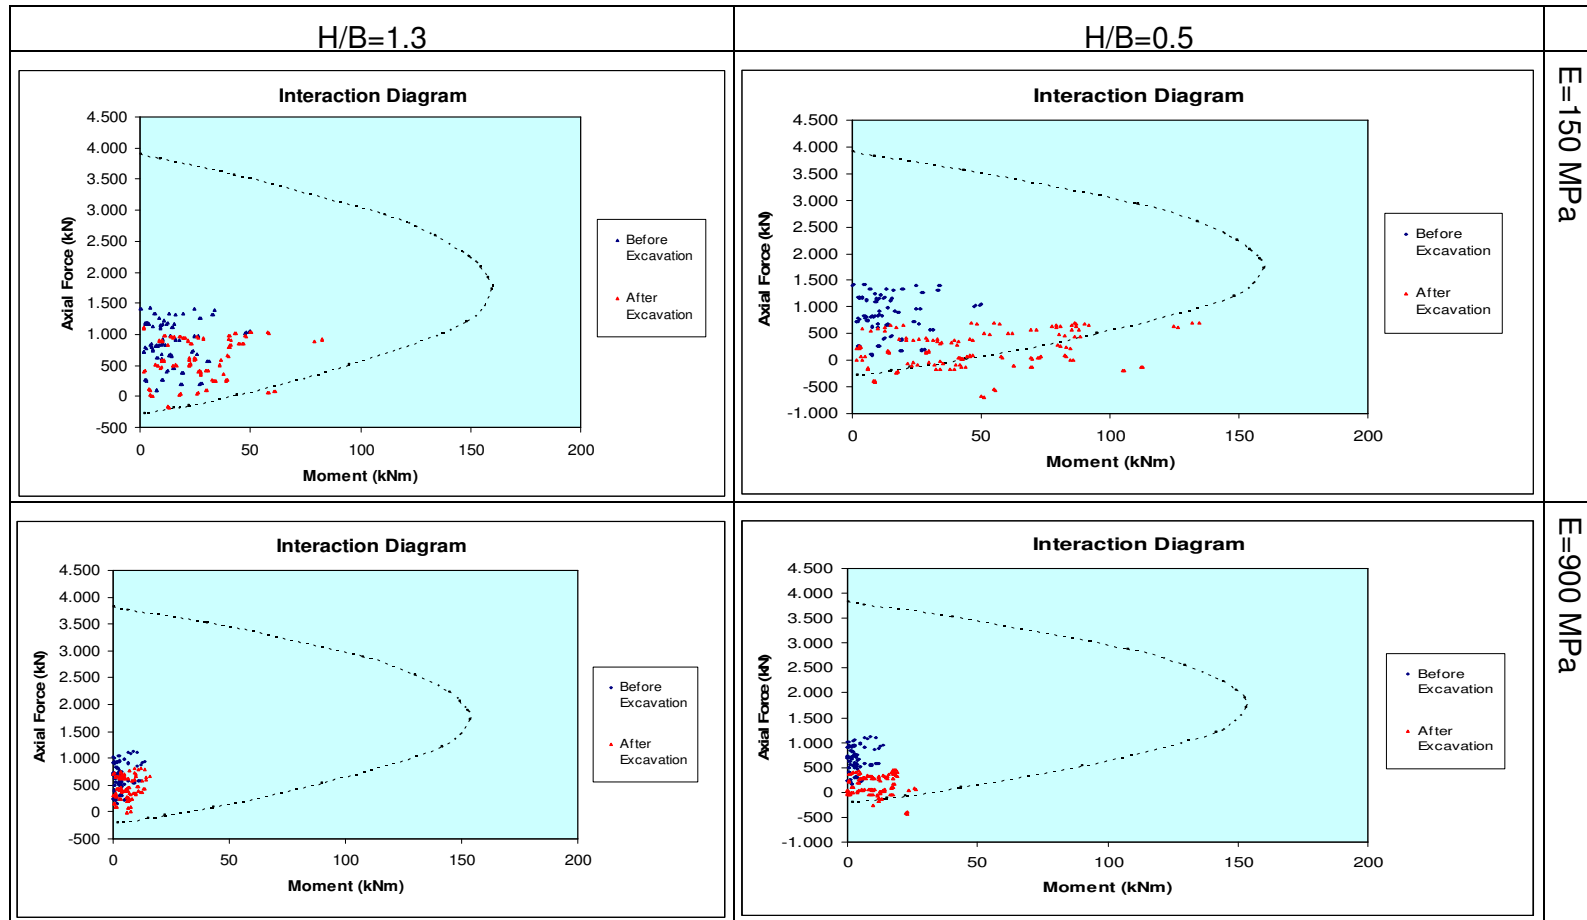 H/B=1.3
H/B=0.5
E=150 MPa
Interaction Diagram
4.500
4.000
3.500
3.000
2.500
2.000
1.500
1.000
500
0
-500
0
50
100
150
200
Axial Force (kN)
Moment (kNm)
Before
Excavation
After
Excavation
Interaction Diagram
4.500
4.000
3.500
3.000
2.500
2.000
1.500
1.000
500
0
-500
-1.000
0
50
100
150
200
Axial Force (kN)
Moment (kNm)
Before
Excavation
After
Excavation
E=900 MPa
Interaction Diagram
4.500
4.000
3.500
3.000
2.500
2.000
1.500
1.000
500
0
-500
0
50
100
150
200
Axial Force (kN)
Moment (kNm)
Before
Excavation
After
Excavation
Interaction Diagram
4.500
4.000
3.500
3.000
2.500
2.000
1.500
1.000
500
0
-500
-1.000
0
50
100
150
200
Axial Force (kN)
Moment (kNm)
Before
Excavation
After
Excavation